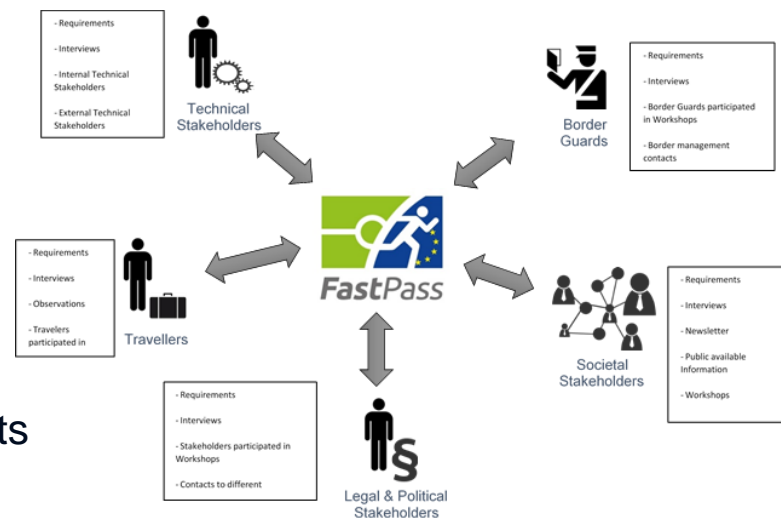 - Requirements
- Interviews
- Internal Technical
Stakeholders
- External Technical
Stakeholders
Technical
Stakeholders
Border
Guards
- Requirements
- Interviews
- Border Guards participated
in Workshops
- Border management
contacts
- Requirements
- Interviews
- Observations
- Travelers
participated in
Travellers
FastPass
Societal
Stakeholders
- Requirements
- Interviews
- Newsletter
- Public available
Information
- Workshops
ts
- Requirements
- Interviews
- Stakeholders participated in
Workshops
- Contacts to different
§
Legal & Political
Stakeholders